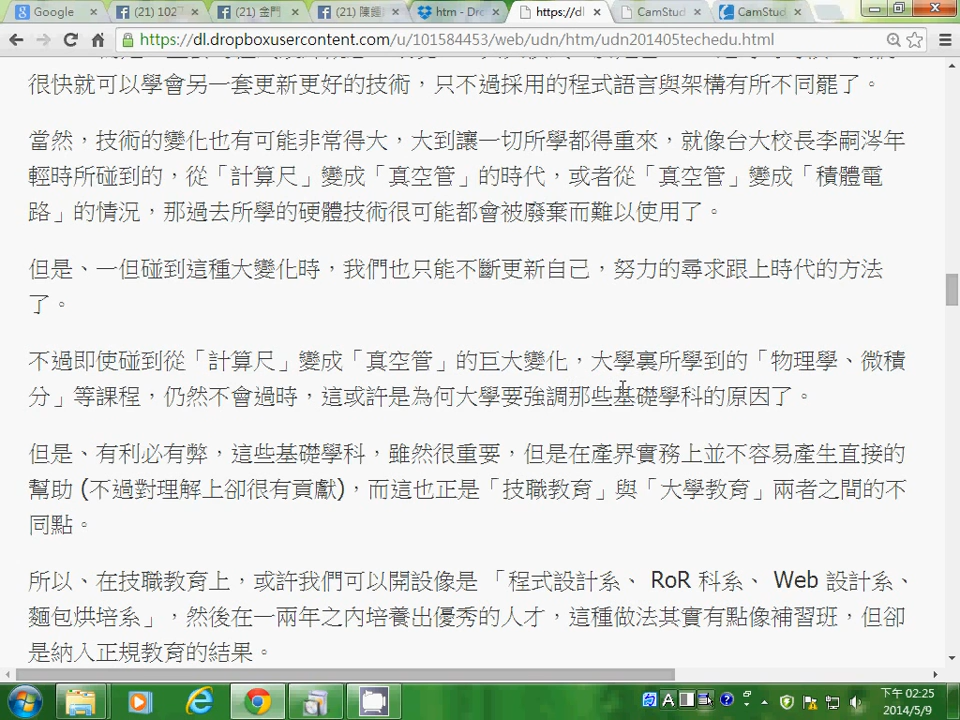 Google
(21) 1027
(21) 金門
(21) 陳鍾
htm - Dro
https://dl
CamStud
CamStud
https://dl.dropboxusercontent.com/u/101584453/web/udn/htm/udn201405techedu.html
很快就可以學會另一套更新更好的技術，只不過採用的程式語言與架構有所不同罷了。
當然，技術的變化也有可能非常得大，大到讓一切所學都得重來，就像台大校長李嗣涔年
輕時所碰到的，從「計算尺」變成「真空管」的時代，或者從「真空管」變成「積體電
路」的情況，那過去所學的硬體技術很可能都會被廢棄而難以使用了。
但是、一但碰到這種大變化時，我們也只能不斷更新自己，努力的尋求跟上時代的方法
了。
不過即使碰到從「計算尺」變成「真空管」的巨大變化，大學裏所學到的「物理學、微積
分」等課程，仍然不會過時，這或許是為何大學要強調那些基礎學科的原因了。
但是、有利必有弊，這些基礎學科，雖然很重要，但是在產界實務上並不容易產生直接的
幫助 (不過對理解上卻很有貢獻)，而這也正是「技職教育」與「大學教育」兩者之間的不
同點。
所以、在技職教育上，或許我們可以開設像是 「程式設計系、 RoR 科系、 Web 設計系、
麵包烘培系」，然後在一兩年之內培養出優秀的人才，這種做法其實有點像補習班，但卻
是納入正規教育的結果。
下午 02:25
2014/5/9